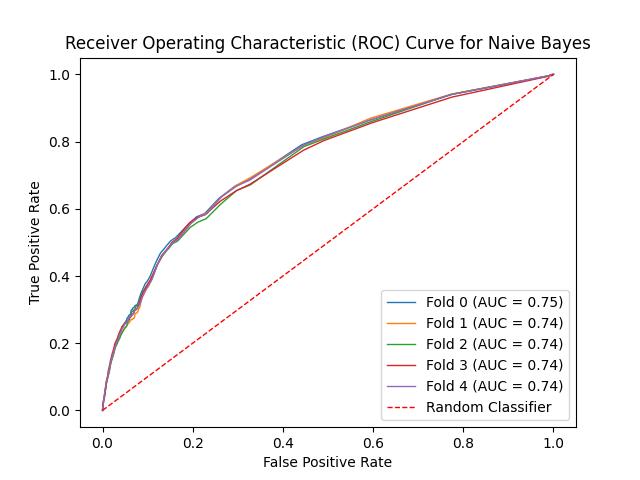 Receiver Operating Characteristic (ROC) Curve for Naive Bayes
True Positive Rate
1.0
0.8
0.6
0.4
0.2
0.0
Fold 0 (AUC = 0.75)
Fold 1 (AUC = 0.74)
Fold 2 (AUC = 0.74)
Fold 3 (AUC = 0.74)
Fold 4 (AUC = 0.74)
Random Classifier
0.0 0.2 0.4 0.6 0.8 1.0
False Positive Rate